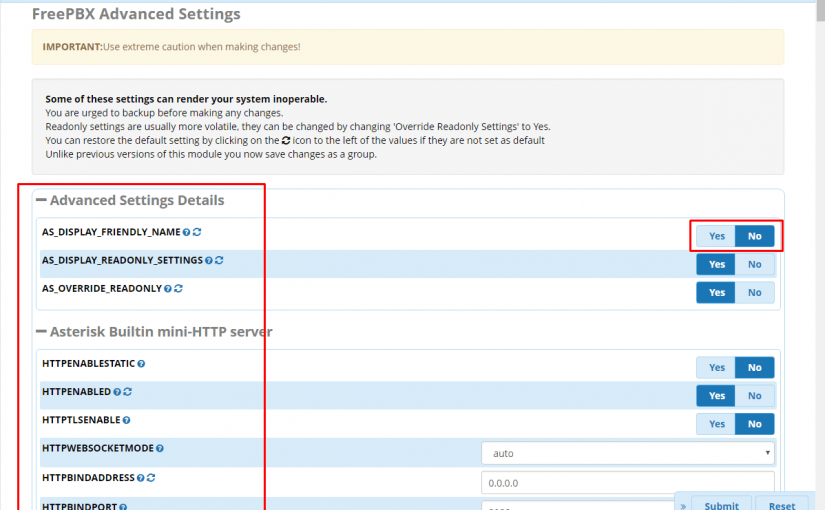 FreePBX Advanced Settings
IMPORTANT:Use extreme caution when making changes!
Some of these settings can render your system inoperable.
You are urged to backup before making any changes.
Readonly settings are usually more volatile, they can be changed by changing 'Override Readonly Settings' to Yes.
You can restore the default setting by clicking on the icon to the left of the values if they are not set as default
Unlike previous versions of this module you now save changes as a group.
Advanced Settings Details
AS_DISPLAY_FRIENDLY_NAME Yes No
AS_DISPLAY_READONLY_SETTINGS Yes No
AS_OVERRIDE_READONLY Yes No
Asterisk Builtin mini-HTTP server
HTTPENABLESTATIC Yes No
HTTPENABLED Yes No
HTTPTLSENABLE Yes No
HTTPWEBSOCKETMODE auto
HTTPBINDADDRESS 0.0.0.0
HTTPBINDPORT
» Submit Reset